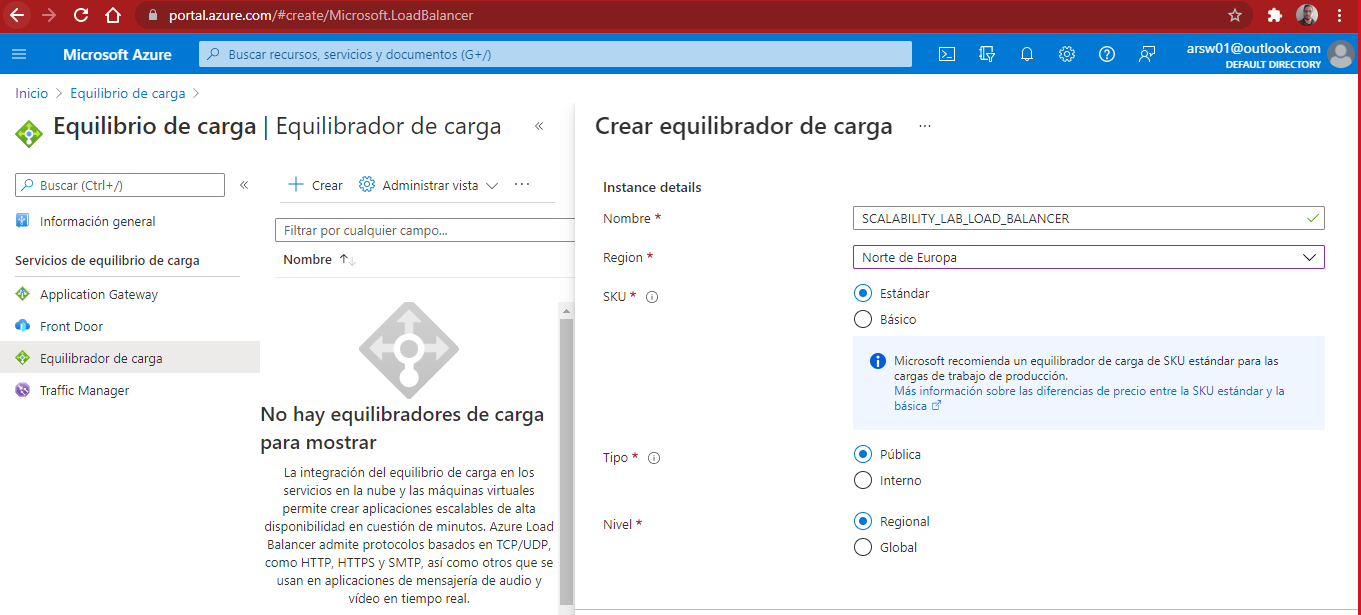 portal.azure.com/#create/Microsoft.LoadBalancer
Microsoft Azure
Buscar recursos, servicios y documentos (G+/)
arsw01@outlook.com
DEFAULT DIRECTORY
Inicio > Equilibrio de carga >
Equilibrio de carga | Equilibrador de carga
«
Buscar (Ctrl+/)
«
Información general
Servicios de equilibrio de carga
Application Gateway
Front Door
Equilibrador de carga
Traffic Manager
+ Crear Administrar vista ...
Filtrar por cualquier campo...
Nombre ↑↓
No hay equilibradores de carga
para mostrar
La integración del equilibrio de carga en los
servicios en la nube y las máquinas virtuales
permite crear aplicaciones escalables de alta
disponibilidad en cuestión de minutos. Azure Load
Balancer admite protocolos basados en TCP/UDP,
como HTTP, HTTPS y SMTP, así como otros que se
usan en aplicaciones de mensajería de audio y
vídeo en tiempo real.
Crear equilibrador de carga ...
Instance details
Nombre * SCALABILITY_LAB_LOAD_BALANCER
Region * Norte de Europa
SKU * Estándar
Básico
Microsoft recomienda un equilibrador de carga de SKU estándar para las
cargas de trabajo de producción.
Más información sobre las diferencias de precio entre la SKU estándar y la
básica
Tipo * Pública
Interno
Nivel * Regional
Global